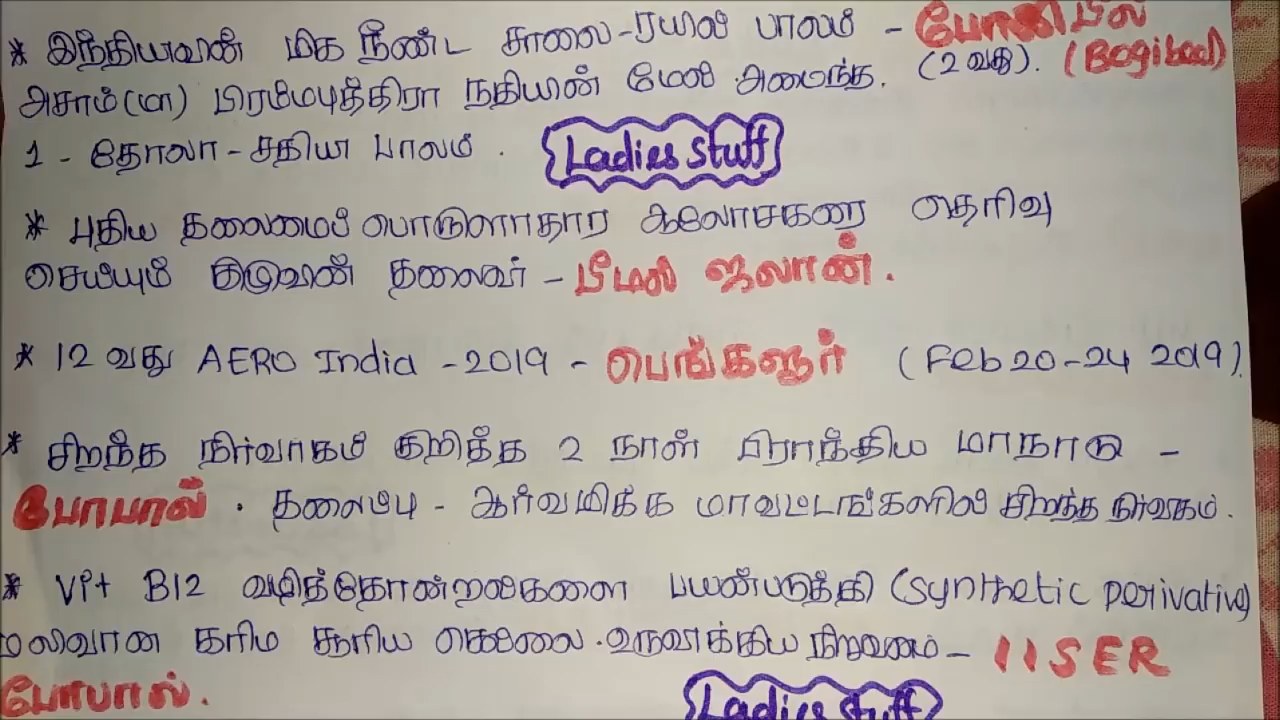 * இந்தியாவின் மிக நீண்ட சாலை-ரயில் பாலம் - போகிபீல்
அசாம்(மா) பிரம்மபுத்திரா நதியின் மேல் அமைந்த. (2வது). (Bogibeel)
1 - தோலா - சதியா பாலம்.
Ladies Stuff
* புதிய தலைமைப் பொருளாதார ஆலோசகரை தெரிவு
செய்யும் குழுவின் தலைவர் - பீமல் ஜலான்.
* 12 வது AERO India - 2019 - பெங்களூர் (Feb 20-24 2019).
* சிறந்த நிர்வாகம் குறித்த 2 நாள் பிராந்திய மாநாடு -
போபால். தலைப்பு - ஆர்வமிக்க மாவட்டங்களில் சிறந்த நிர்வகம்.
* Vit B12 வழித்தோன்றல்களை பயன்படுத்தி (synthetic Derivative)
மலிவான கரிம சூரிய செல்லை உருவாக்கிய நிறுவனம் - IISER
போபால்.
Ladies Stuff